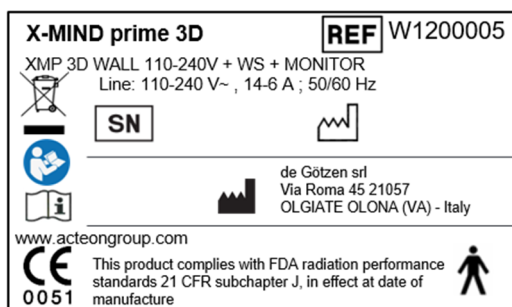 X-MIND prime 3D
REF W1200005
XMP 3D WALL 110-240V + WS + MONITOR
Line: 110-240 V~ , 14-6 A ; 50/60 Hz
SN
de Götzen srl
Via Roma 45 21057
OLGIATE OLONA (VA) - Italy
www.acteongroup.com
CE
0051
This product complies with FDA radiation performance
standards 21 CFR subchapter J, in effect at date of
manufacture